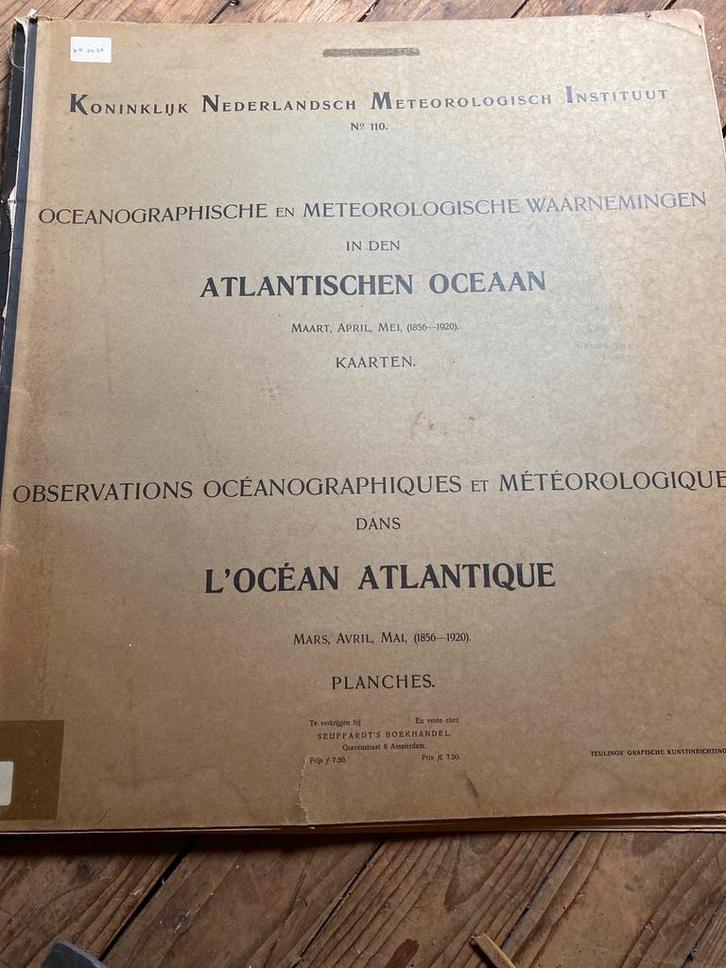 KONINKLIJK NEDERLANDSCH METEOROLOGISCH INSTITUUT
Nº 110.
OCEANOGRAPHISCHE EN METEOROLOGISCHE WAARNEMINGEN
IN DEN
ATLANTISCHEN OCEAAN
MAART, APRIL, MEI, (1856—1920).
KAARTEN.
OBSERVATIONS OCÉANOGRAPHIQUES ET MÉTÉOROLOGIQUE
DANS
L'OCÉAN ATLANTIQUE
MARS, AVRIL, MAI, (1856—1920).
PLANCHES.
Te verkrijgen bij En vente chez
SEUFFARDT'S BOEKHANDEL,
Gravenstraat 6 Amsterdam.
Prijs ƒ 7.50. Prix fl. 7.50.
TEULINGS' GRAFISCHE KUNSTINRICHTING